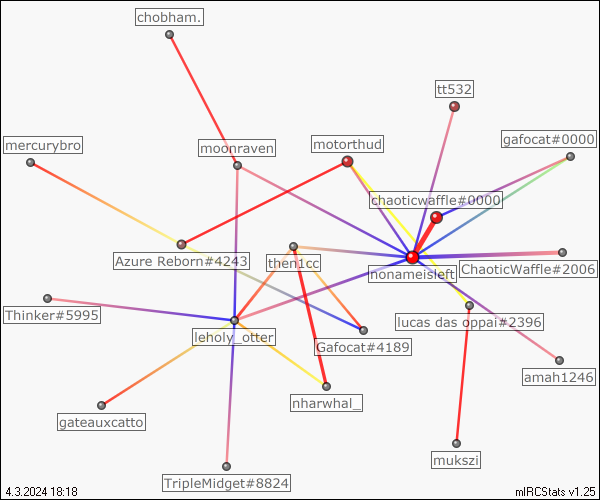 chobham.
tt532
gafocat#0000
mercurybro
moonraven
motorthud
chaoticwaffle#0000
Azure Reborn#4243
then1cc
nonameisleft
ChaoticWaffle#2006
Thinker#5995
leholy_otter
Gafocat#4189
lucas das oppai#2396
amah1246
nharwhal_
gateauxcatto
mukszi
TripleMidget#8824
4.3.2024 18:18
mIRCStats v1.25